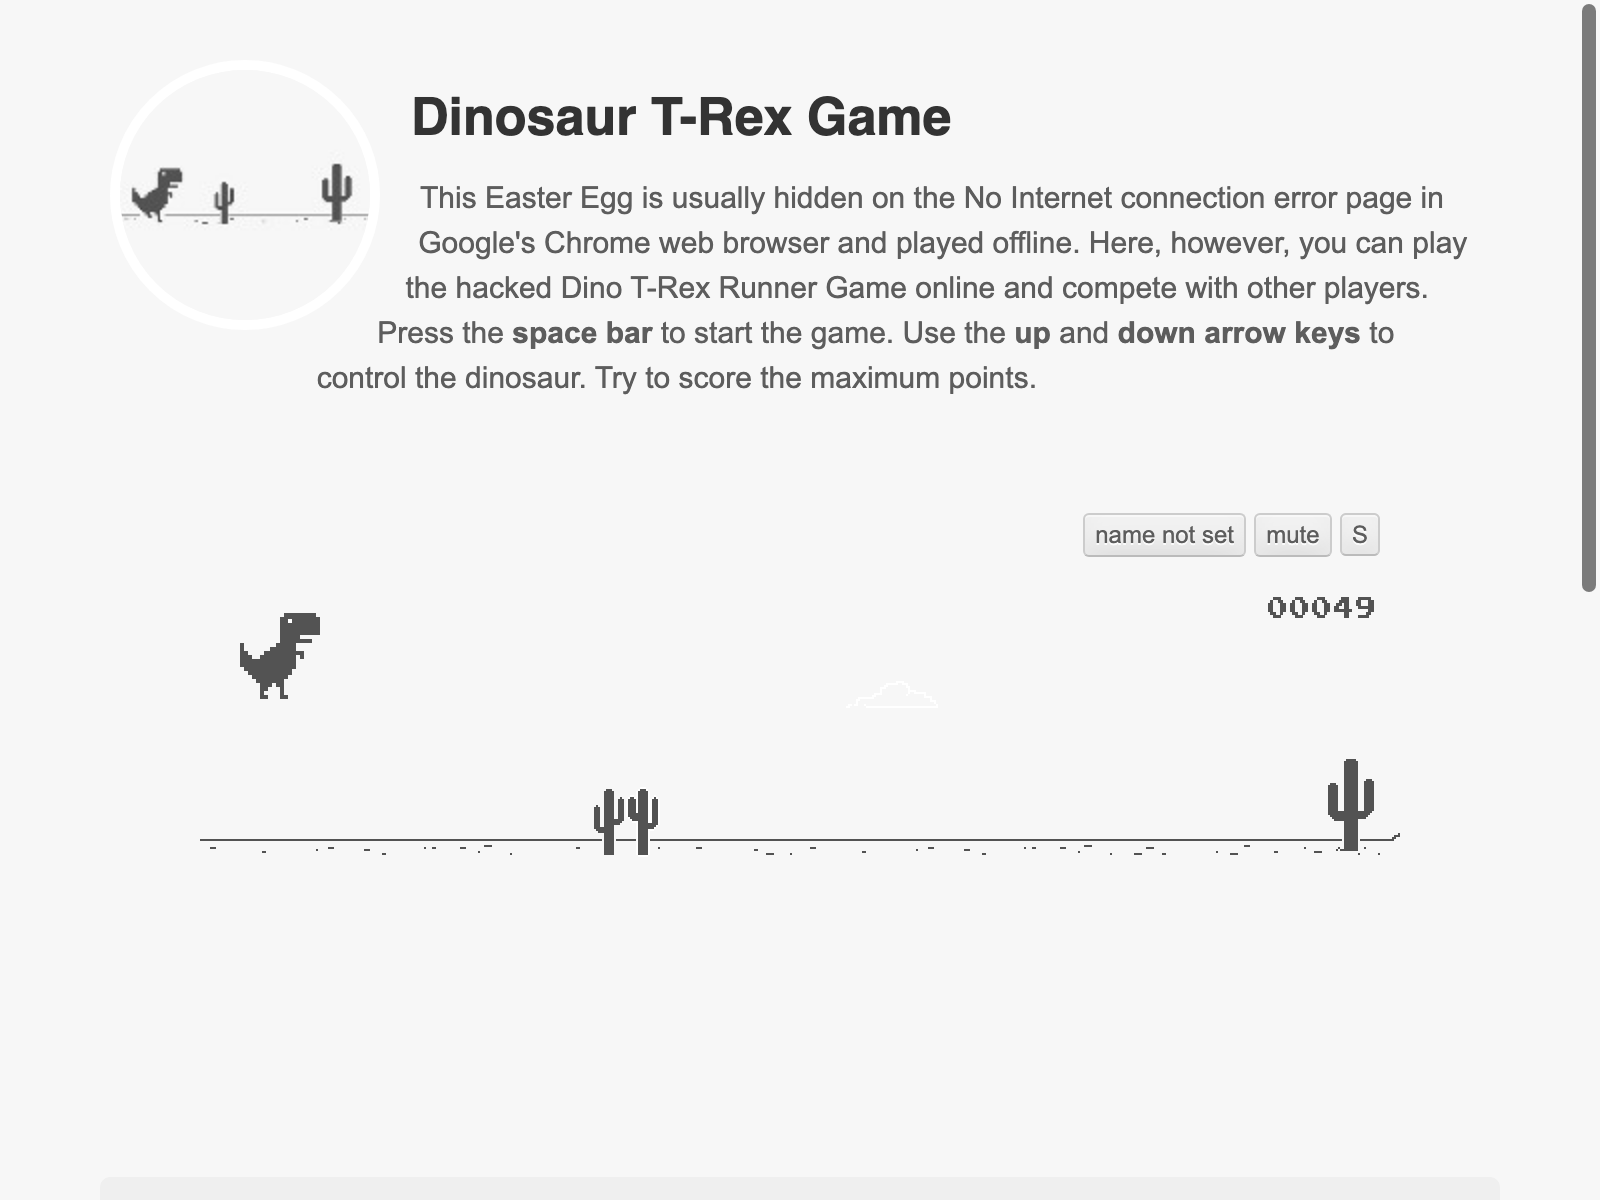 Dinosaur T-Rex Game
This Easter Egg is usually hidden on the No Internet connection error page in
Google's Chrome web browser and played offline. Here, however, you can play
the hacked Dino T-Rex Runner Game online and compete with other players.
Press the space bar to start the game. Use the up and down arrow keys to
control the dinosaur. Try to score the maximum points.
name not set mute S
00049